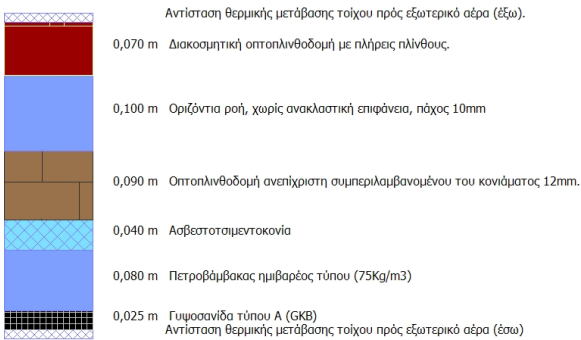 Αντίσταση θερμικής μετάβασης τοίχου πρός εξωτερικό αέρα (έξω).
0,070 m Διακοσμητική οπτοπλινθοδομή με πλήρεις πλίνθους.
0,100 m Οριζόντια ροή, χωρίς ανακλαστική επιφάνεια, πάχος 10mm
0,090 m Οπτοπλινθοδομή ανεπίχριστη συμπεριλαμβανομένου του κονιάματος 12mm.
0,040 m Ασβεστοτσιμεντοκονία
0,080 m Πετροβάμβακας ημιβαρέος τύπου (75Kg/m3)
0,025 m Γυψοσανίδα τύπου Α (GKB)
Αντίσταση θερμικής μετάβασης τοίχου πρός εξωτερικό αέρα (έσω)